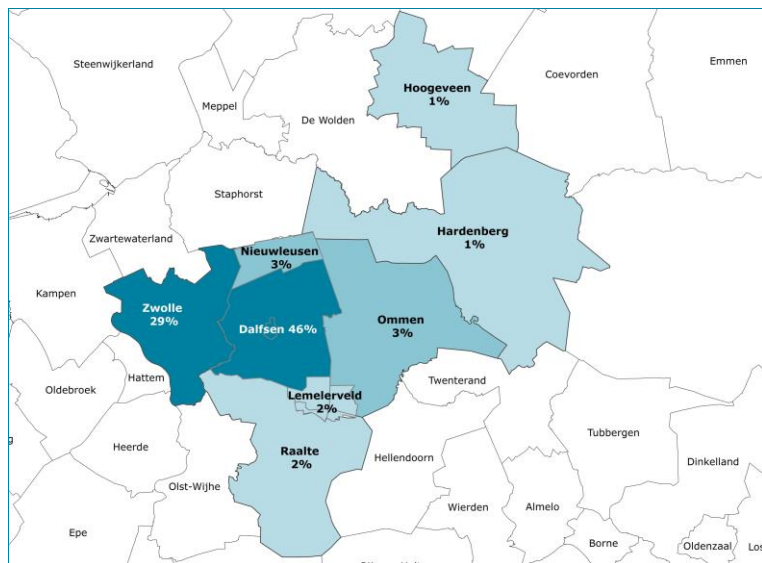 Steenwijkerland
Meppel
De Wolden
Hoogeveen
1%
Coevorden
Emmen
Staphorst
Zwartewaterland
Hardenberg
1%
Nieuwleusen
3%
Kampen
Zwolle
29%
Dalfsen 46%
Ommen
3%
Oldebroek
Hattem
Lemelerveld
2%
Twenterand
Heerde
Raalte
2%
Hellendoorn
Tubbergen
Dinkelland
Olst-Wijhe
Wierden
Almelo
Epe
Borne
Oldenzaal
Los